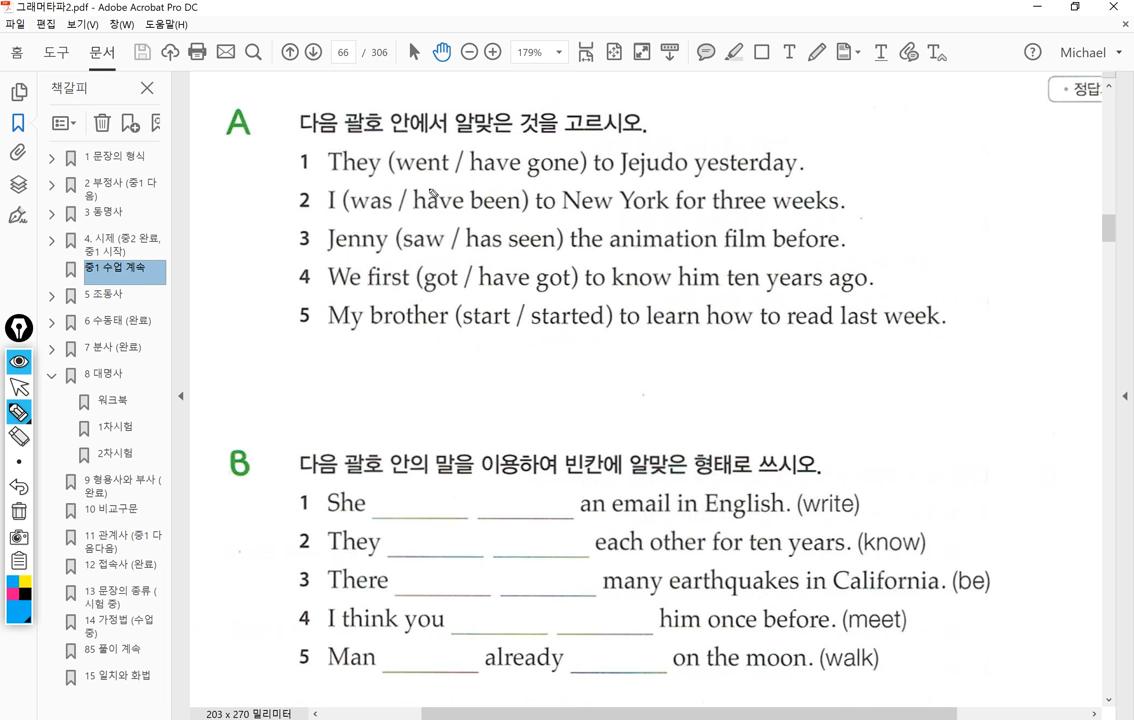 그래머타파2.pdf - Adobe Acrobat Pro DC
파일 편집 보기(V) 창(W) 도움말(H)
홈 도구 문서 66 / 306 179% Michael
책갈피
1 문장의 형식
2 부정사 (중1 다
음)
3 동명사
4. 시제 (중2 완료,
중1 시작)
중1 수업 계속
5 조동사
6 수동태 (완료)
7 분사 (완료)
8 대명사
워크북
1차시험
2차시험
9 형용사와 부사 (
완료)
10 비교구문
11 관계사 (중1 다
음다음)
12 접속사 (완료)
13 문장의 종류 (
시험 중)
14 가정법 (수업
중)
85 풀이 계속
15 일치와 화법
• 정답
A 다음 괄호 안에서 알맞은 것을 고르시오.
1 They (went / have gone) to Jejudo yesterday.
2 I (was / have been) to New York for three weeks.
3 Jenny (saw / has seen) the animation film before.
4 We first (got / have got) to know him ten years ago.
5 My brother (start / started) to learn how to read last week.
B 다음 괄호 안의 말을 이용하여 빈칸에 알맞은 형태로 쓰시오.
1 She ________ ________ an email in English. (write)
2 They ________ ________ each other for ten years. (know)
3 There ________ ________ many earthquakes in California. (be)
4 I think you ________ ________ him once before. (meet)
5 Man ________ already ________ on the moon. (walk)
203 x 270 밀리미터